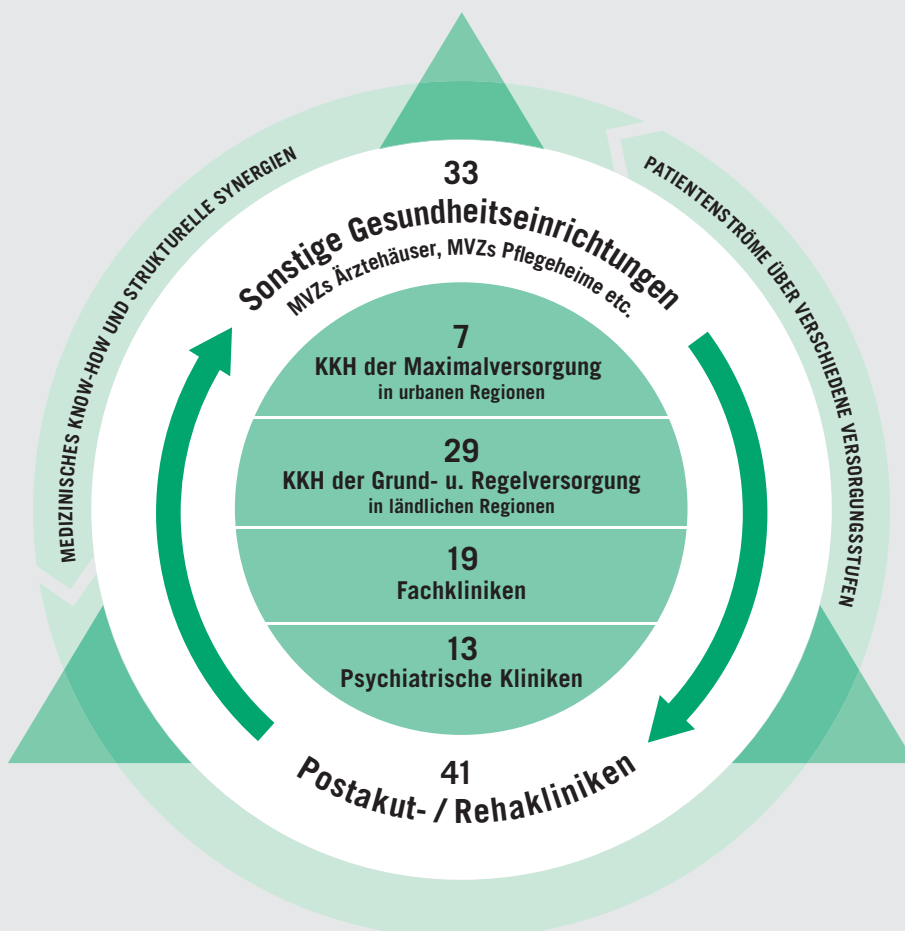 MEDIZINISCHES KNOW-HOW UND STRUKTURELLE SYNERGIEN
PATIENTENSTRÖME ÜBER VERSCHIEDENE VERSORGUNGSSTUFEN
33
Sonstige Gesundheitseinrichtungen
MVZs Ärztehäuser, MVZs Pflegeheime etc.
7
KKH der Maximalversorgung
in urbanen Regionen
29
KKH der Grund- u. Regelversorgung
in ländlichen Regionen
19
Fachkliniken
13
Psychiatrische Kliniken
41
Postakut- / Rehakliniken